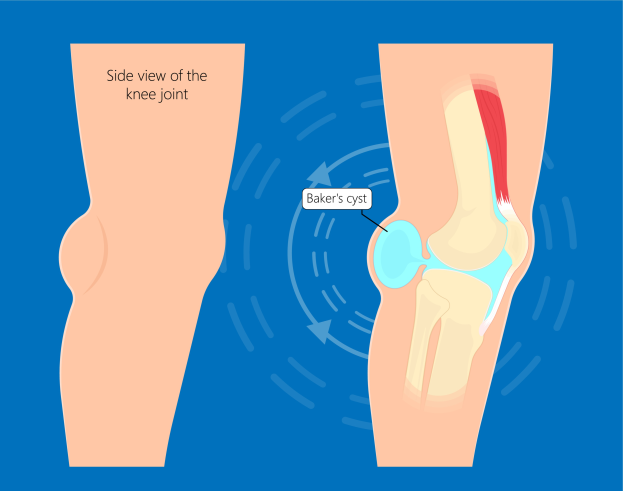 Side view of the
knee joint
Baker's cyst